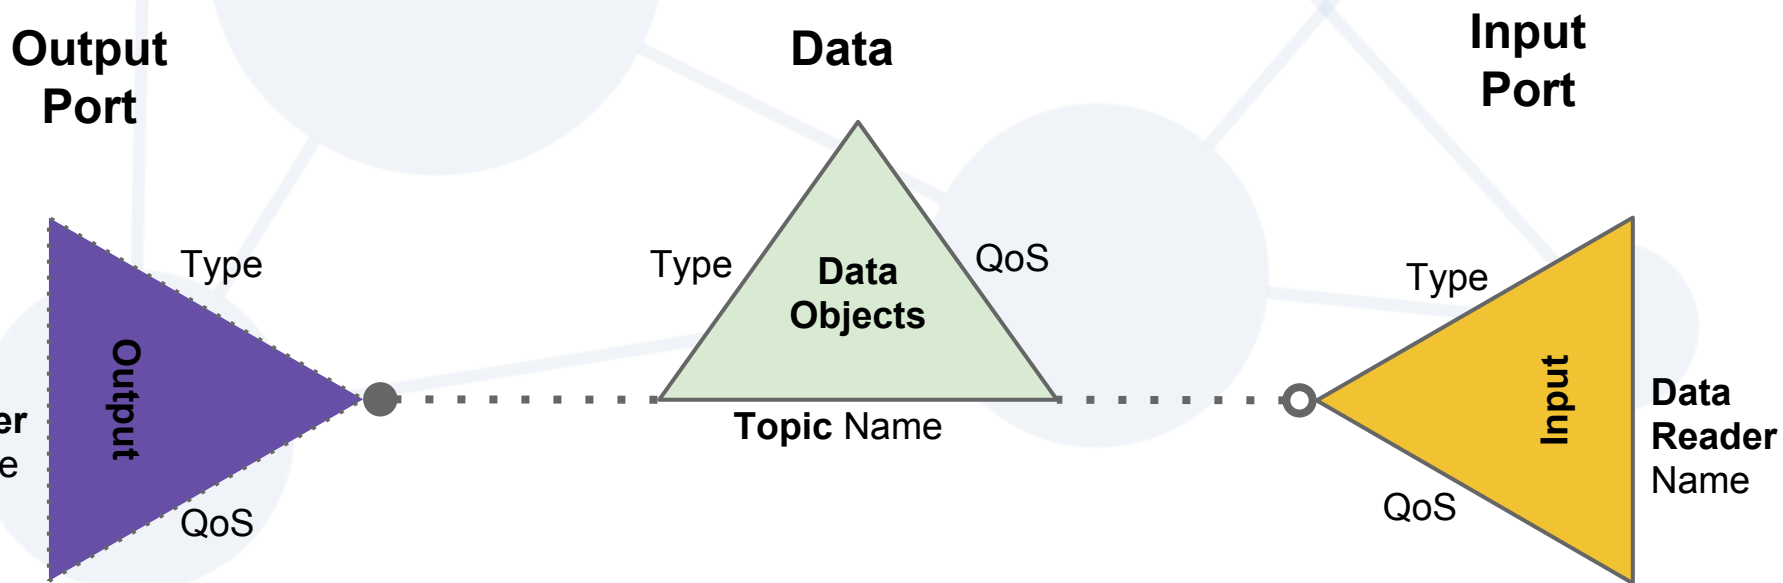 Output
Port
Data
Input
Port
Type
Output
QoS
Type
Data
Objects
QoS
Topic Name
Type
Input
QoS
Data
Reader
Name